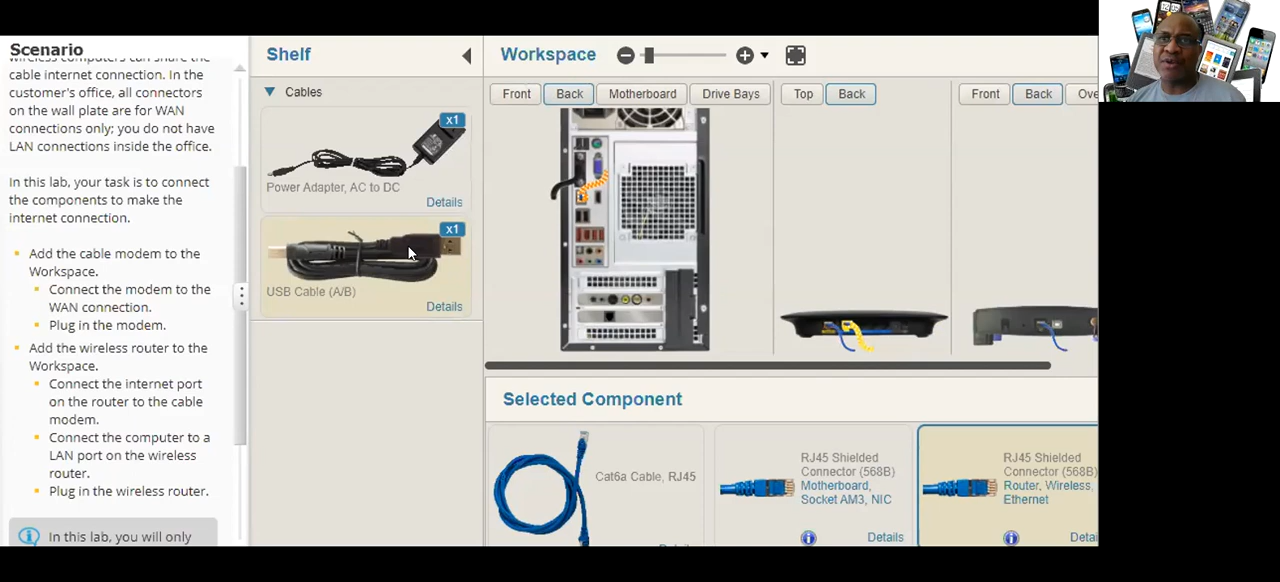 Scenario
wireless computers can share the
cable internet connection. In the
customer's office, all connectors
on the wall plate are for WAN
connections only; you do not have
LAN connections inside the office.
In this lab, your task is to connect
the components to make the
internet connection.
Add the cable modem to the
Workspace.
Connect the modem to the
WAN connection.
Plug in the modem.
Add the wireless router to the
Workspace.
Connect the internet port
on the router to the cable
modem.
Connect the computer to a
LAN port on the wireless
router.
Plug in the wireless router.
In this lab, you will only
Shelf
Cables
x1
Power Adapter, AC to DC
Details
x1
USB Cable (A/B)
Details
Workspace
Front Back Motherboard Drive Bays Top Back Front Back Ove
Selected Component
Cat6a Cable, RJ45
RJ45 Shielded
Connector (568B)
Motherboard,
Socket AM3, NIC
Details
RJ45 Shielded
Connector (568B)
Router, Wireless,
Ethernet
Detai